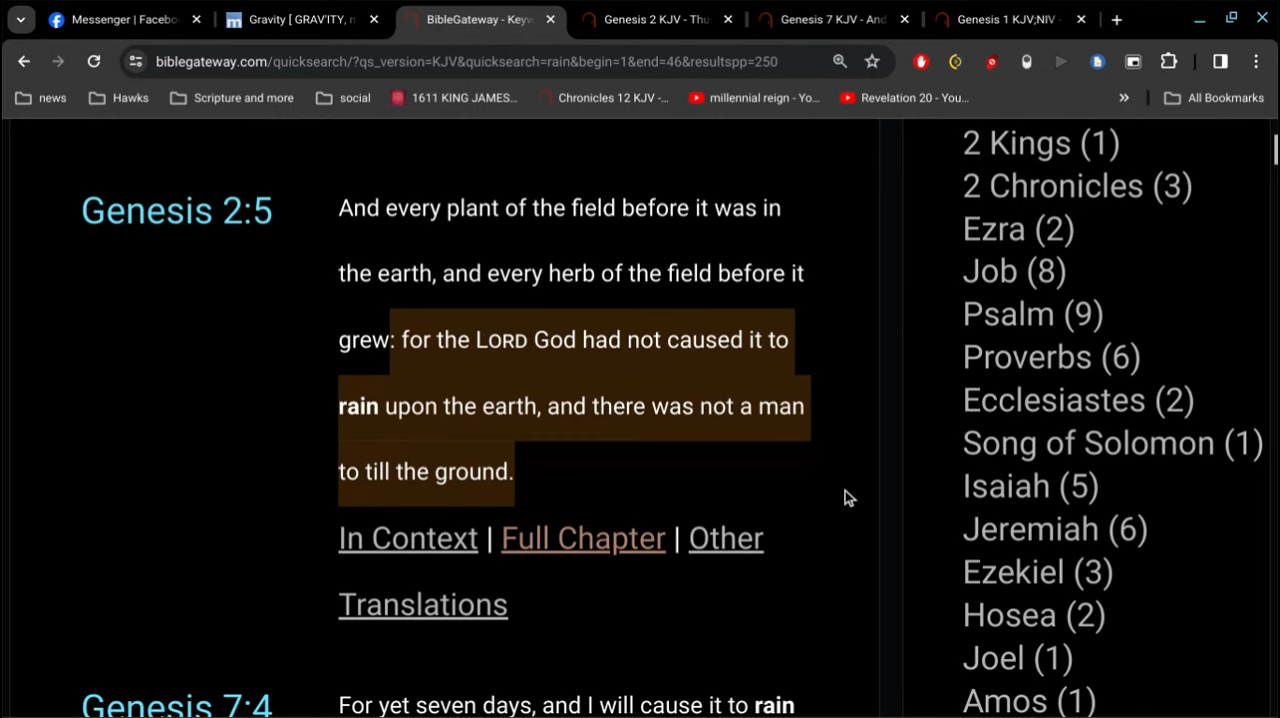 Messenger | Facebo
Gravity [ GRAVITY, n
BibleGateway - Keyw
Genesis 2 KJV - Thu
Genesis 7 KJV - And
Genesis 1 KJV;NIV -
biblegateway.com/quicksearch/?qs_version=KJV&quicksearch=rain&begin=1&end=46&resultspp=250
news
Hawks
Scripture and more
social
1611 KING JAMES...
Chronicles 12 KJV -...
millennial reign - Yo...
Revelation 20 - You...
»
All Bookmarks
Genesis 2:5
And every plant of the field before it was in
the earth, and every herb of the field before it
grew: for the LORD God had not caused it to
rain upon the earth, and there was not a man
to till the ground.
In Context | Full Chapter | Other
Translations
Genesis 7:4
For yet seven days, and I will cause it to rain
2 Kings (1)
2 Chronicles (3)
Ezra (2)
Job (8)
Psalm (9)
Proverbs (6)
Ecclesiastes (2)
Song of Solomon (1)
Isaiah (5)
Jeremiah (6)
Ezekiel (3)
Hosea (2)
Joel (1)
Amos (1)